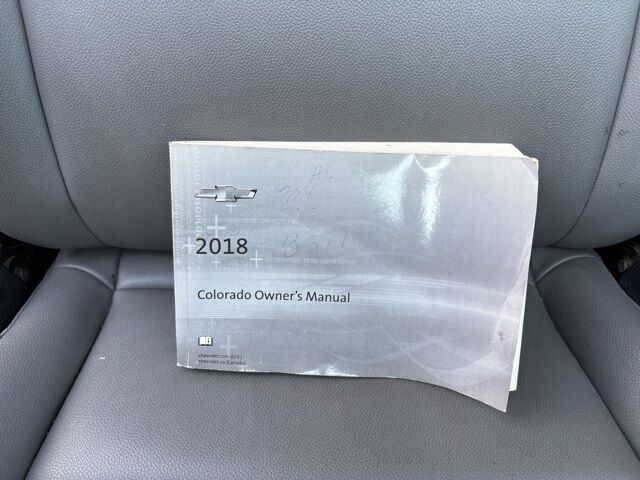 2018
Colorado Owner's Manual
chevrolet.com (U.S.)
chevrolet.ca (Canada)